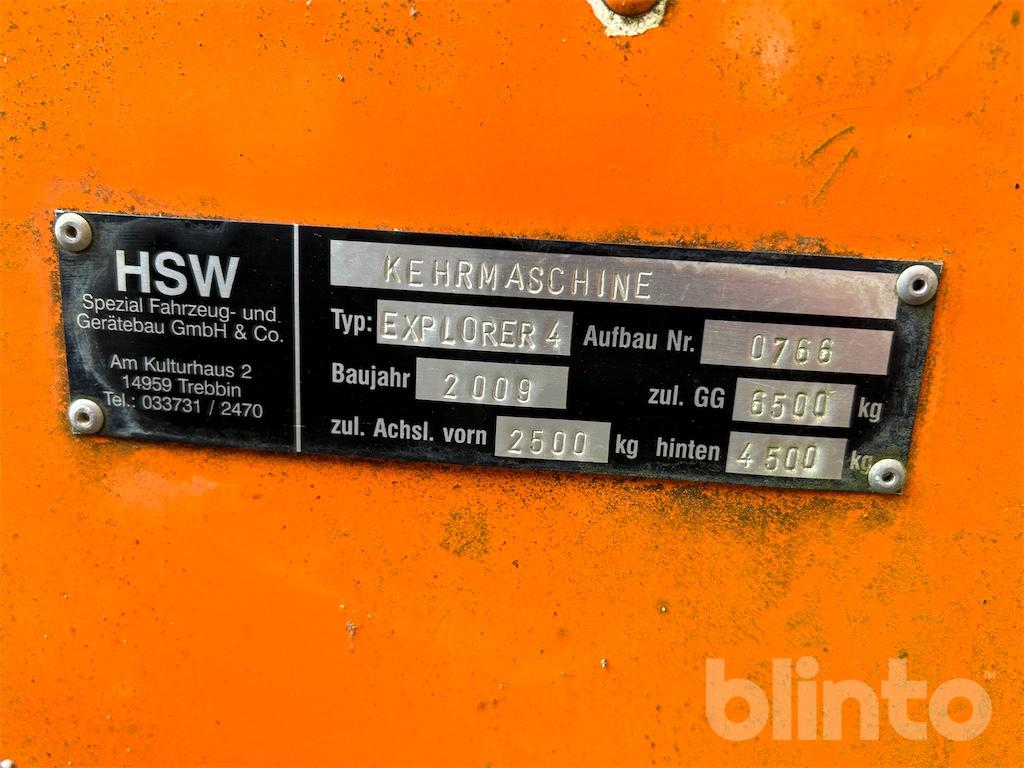 HSW
Spezial Fahrzeug- und
Gerätebau GmbH & Co.
Am Kulturhaus 2
14959 Trebbin
Tel.: 033731 / 2470
KEHRMASCHINE
Typ: EXPLORER 4 Aufbau Nr. 0766
Baujahr 2009 zul. GG 6500 kg
zul. Achsl. vorn 2500 kg hinten 4500 kg
blinto™